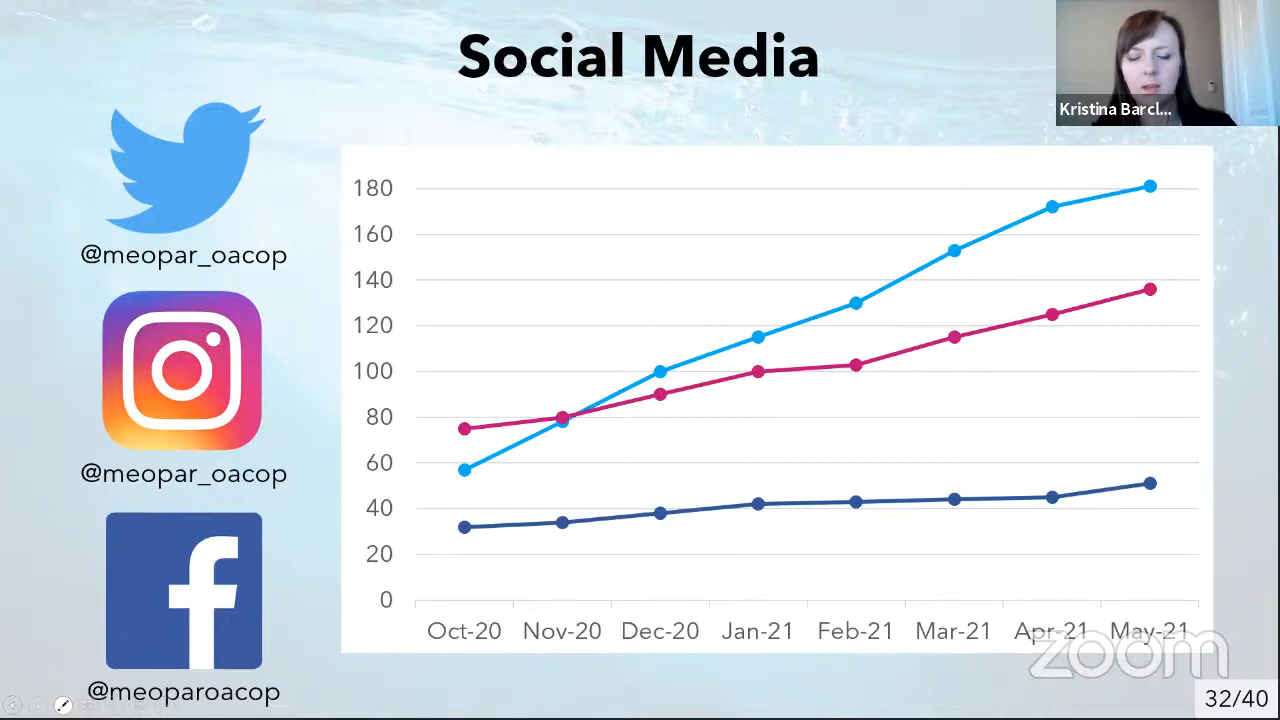 Social Media
Kristina Barcl...
@meopar_oacop
@meopar_oacop
@meoparoacop
180
160
140
120
100
80
60
40
20
0
Oct-20 Nov-20 Dec-20 Jan-21 Feb-21 Mar-21 Apr-21 May-21
zoom
32/40